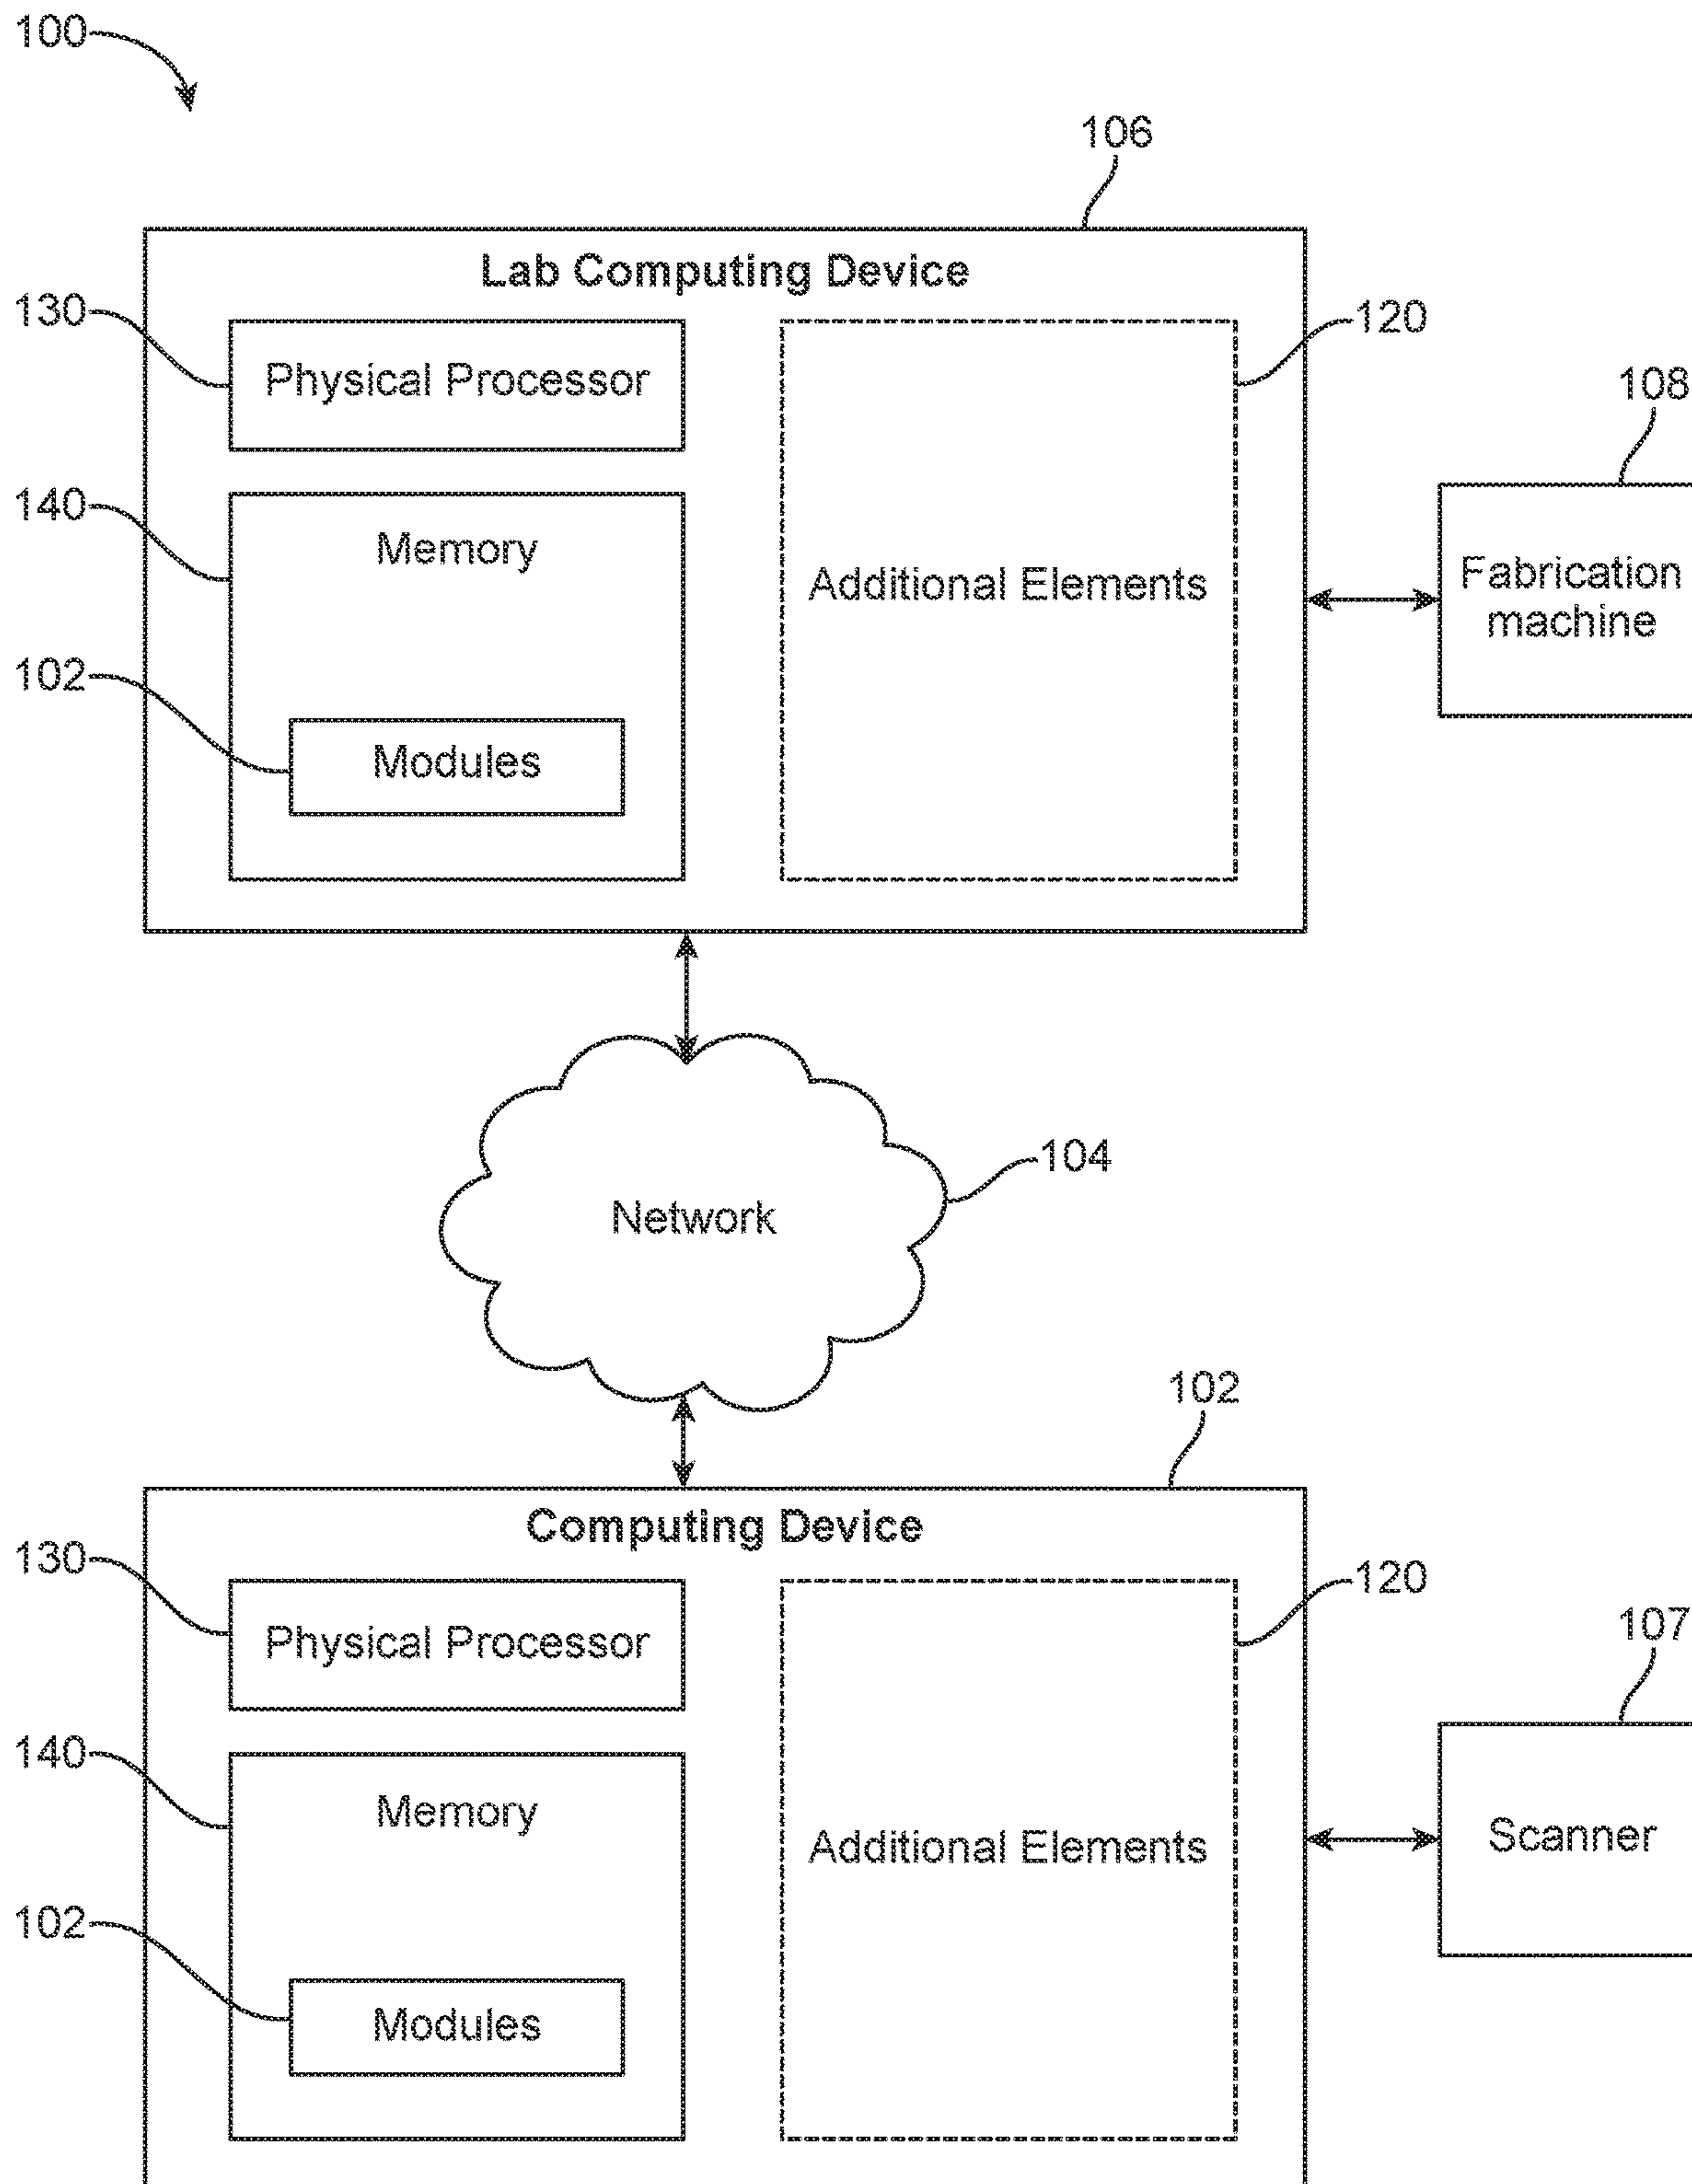 100
106
Lab Computing Device
130
Physical Processor
120
108
140
Memory
Additional Elements
Fabrication
machine
102
Modules
104
Network
102
Computing Device
130
Physical Processor
120
107
140
Memory
Additional Elements
Scanner
102
Modules